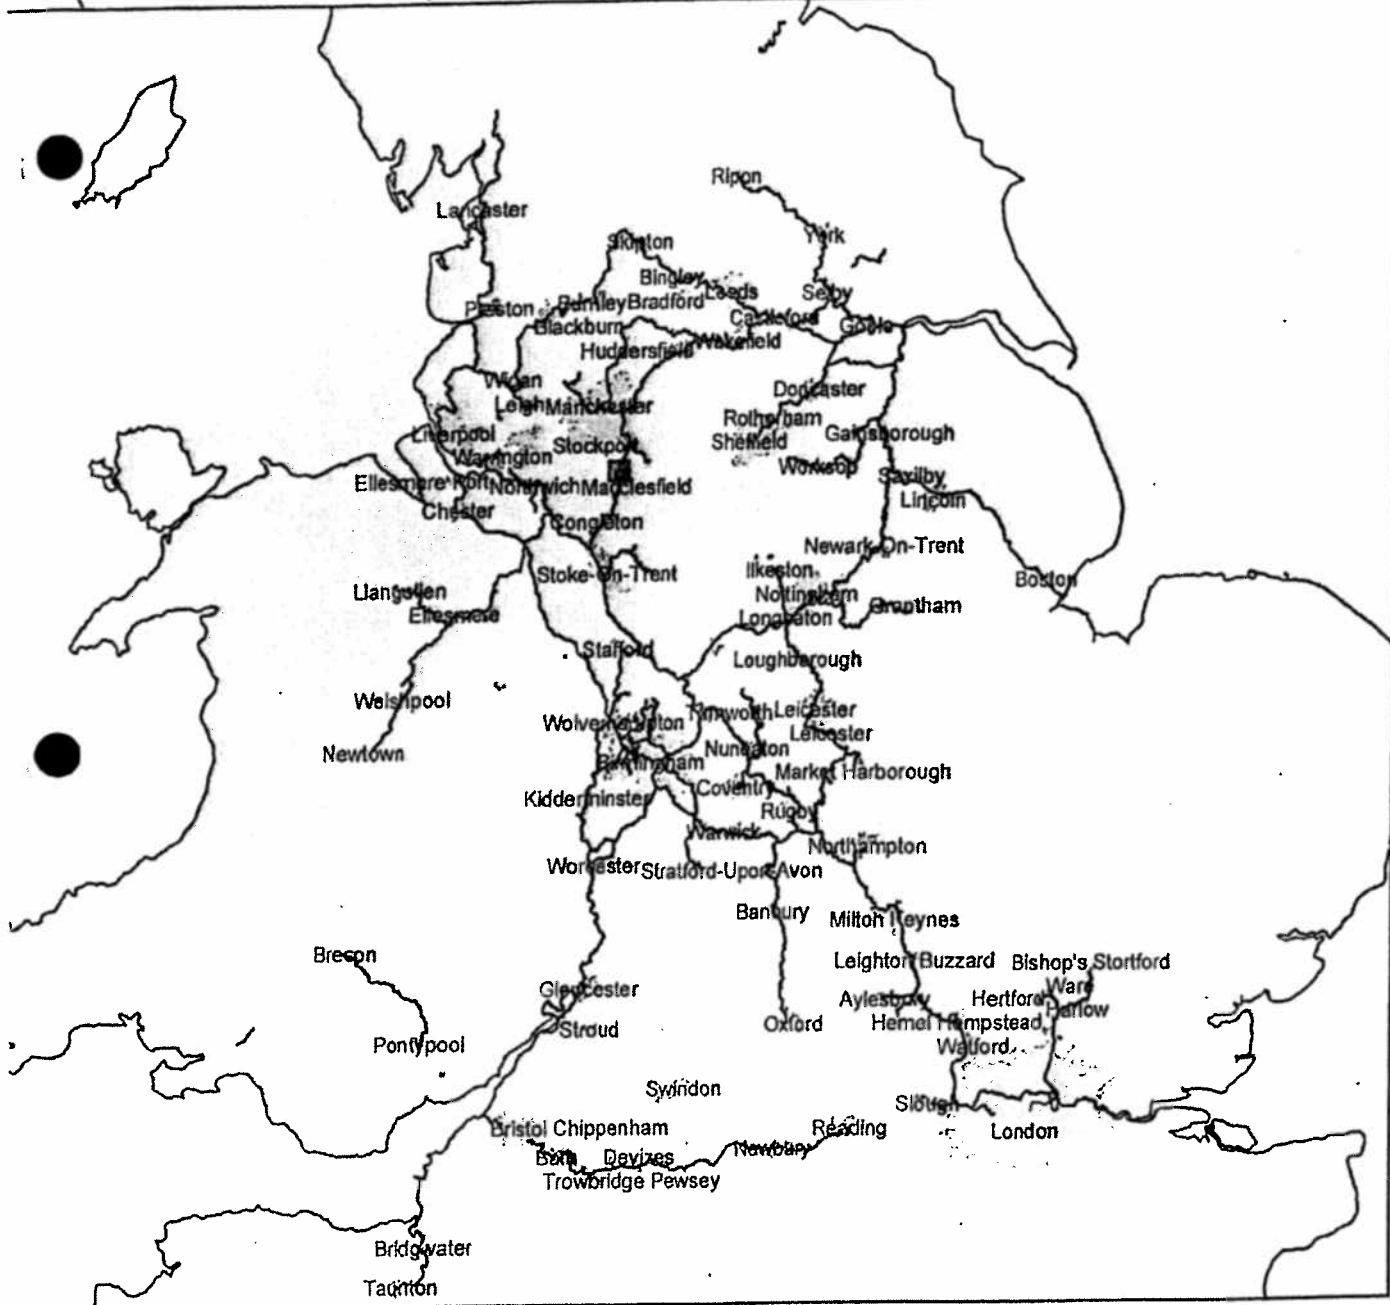 Ripon
Lancaster
York
Skipton
Bingley
Leeds
Selby
Preston
Burnley
Bradford
Castleford
Goole
Blackburn
Wakefield
Huddersfield
Wigan
Doncaster
Leigh
Manchester
Rotherham
Liverpool
Sheffield
Gainsborough
Stockport
Warrington
Worksop
Saxilby
Ellesmere Port
Northwich
Macclesfield
Lincoln
Chester
Congleton
Newark-On-Trent
Stoke-On-Trent
Ilkeston
Boston
Llangollen
Nottingham
Grantham
Ellesmere
Longeaton
Stafford
Loughborough
Welshpool
Tamworth
Leicester
Wolverhampton
Leicester
Newtown
Nuneaton
Birmingham
Market Harborough
Coventry
Kidderminster
Rugby
Warwick
Northampton
Worcester
Stratford-Upon-Avon
Banbury
Milton Keynes
Brecon
Leighton Buzzard
Bishop's Stortford
Gloucester
Ware
Aylesbury
Hertford
Harlow
Stroud
Oxford
Hemel Hempstead
Pontypool
Watford
Swindon
Slough
Bristol
Chippenham
Reading
London
Bath
Devizes
Newbury
Trowbridge
Pewsey
Bridgwater
Taunton